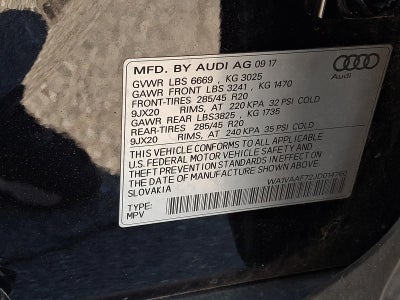 MFD. BY AUDI AG 09 17
GVWR LBS 6669 , KG 3025
GAWR FRONT LBS 3241 , KG 1470
FRONT-TIRES 285/45 R20
9JX20 RIMS, AT 220 KPA 32 PSI COLD
GAWR REAR LBS3825 , KG 1735
REAR-TIRES 285/45 R20
9JX20 RIMS, AT 240 KPA 35 PSI COLD
THIS VEHICLE CONFORMS TO ALL APPLICABLE
U.S. FEDERAL MOTOR VEHICLE SAFETY AND
THEFT PREVENTION STANDARDS IN EFFECT ON
THE DATE OF MANUFACTURE SHOWN ABOVE.
SLOVAKIA
TYPE:
MPV
Audi